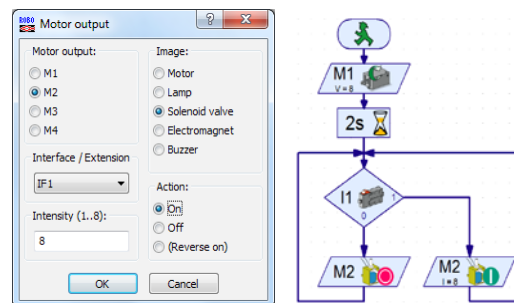 ROBO Motor output
Motor output:
M1
M2
M3
M4
Interface / Extension
IF1
Intensity (1..8):
8
Image:
Motor
Lamp
Solenoid valve
Electromagnet
Buzzer
Action:
On
Off
(Reverse on)
OK
Cancel
M1
V=8
2s
I1
1
0
M2
M2
I=8